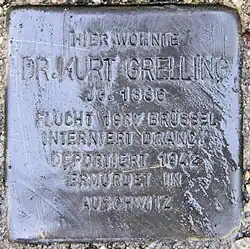 HIER WOHNTE
DR. KURT GRELLING
JG. 1886
FLUCHT 1937 BRÜSSEL
INTERNIERT DRANCY
DEPORTIERT 1942
ERMORDET IN
AUSCHWITZ